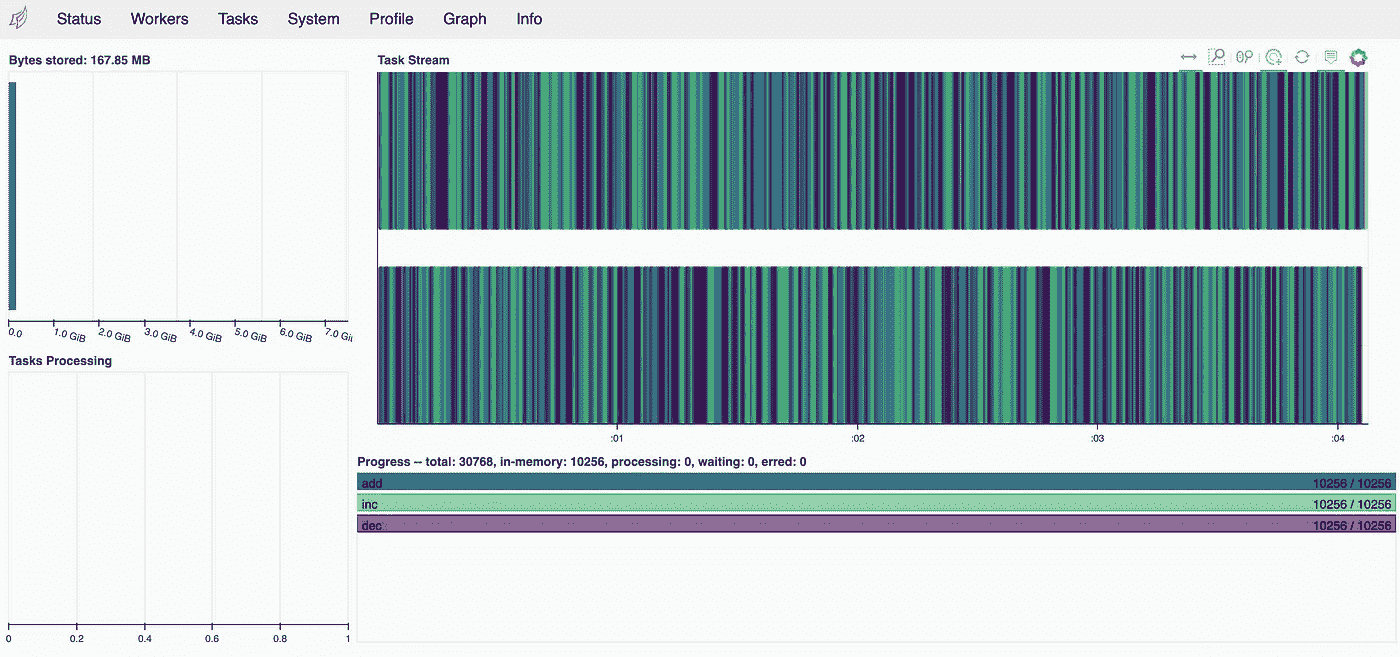 Status Workers Tasks System Profile Graph Info
Bytes stored: 167.85 MB
0.0 1.0 GiB 2.0 GiB 3.0 GiB 4.0 GiB 5.0 GiB 6.0 GiB 7.0 Gi
Tasks Processing
0 0.2 0.4 0.6 0.8 1
Task Stream
:01 :02 :03 :04
Progress -- total: 30768, in-memory: 10256, processing: 0, waiting: 0, erred: 0
add 10256 / 10256
inc 10256 / 10256
dec 10256 / 10256